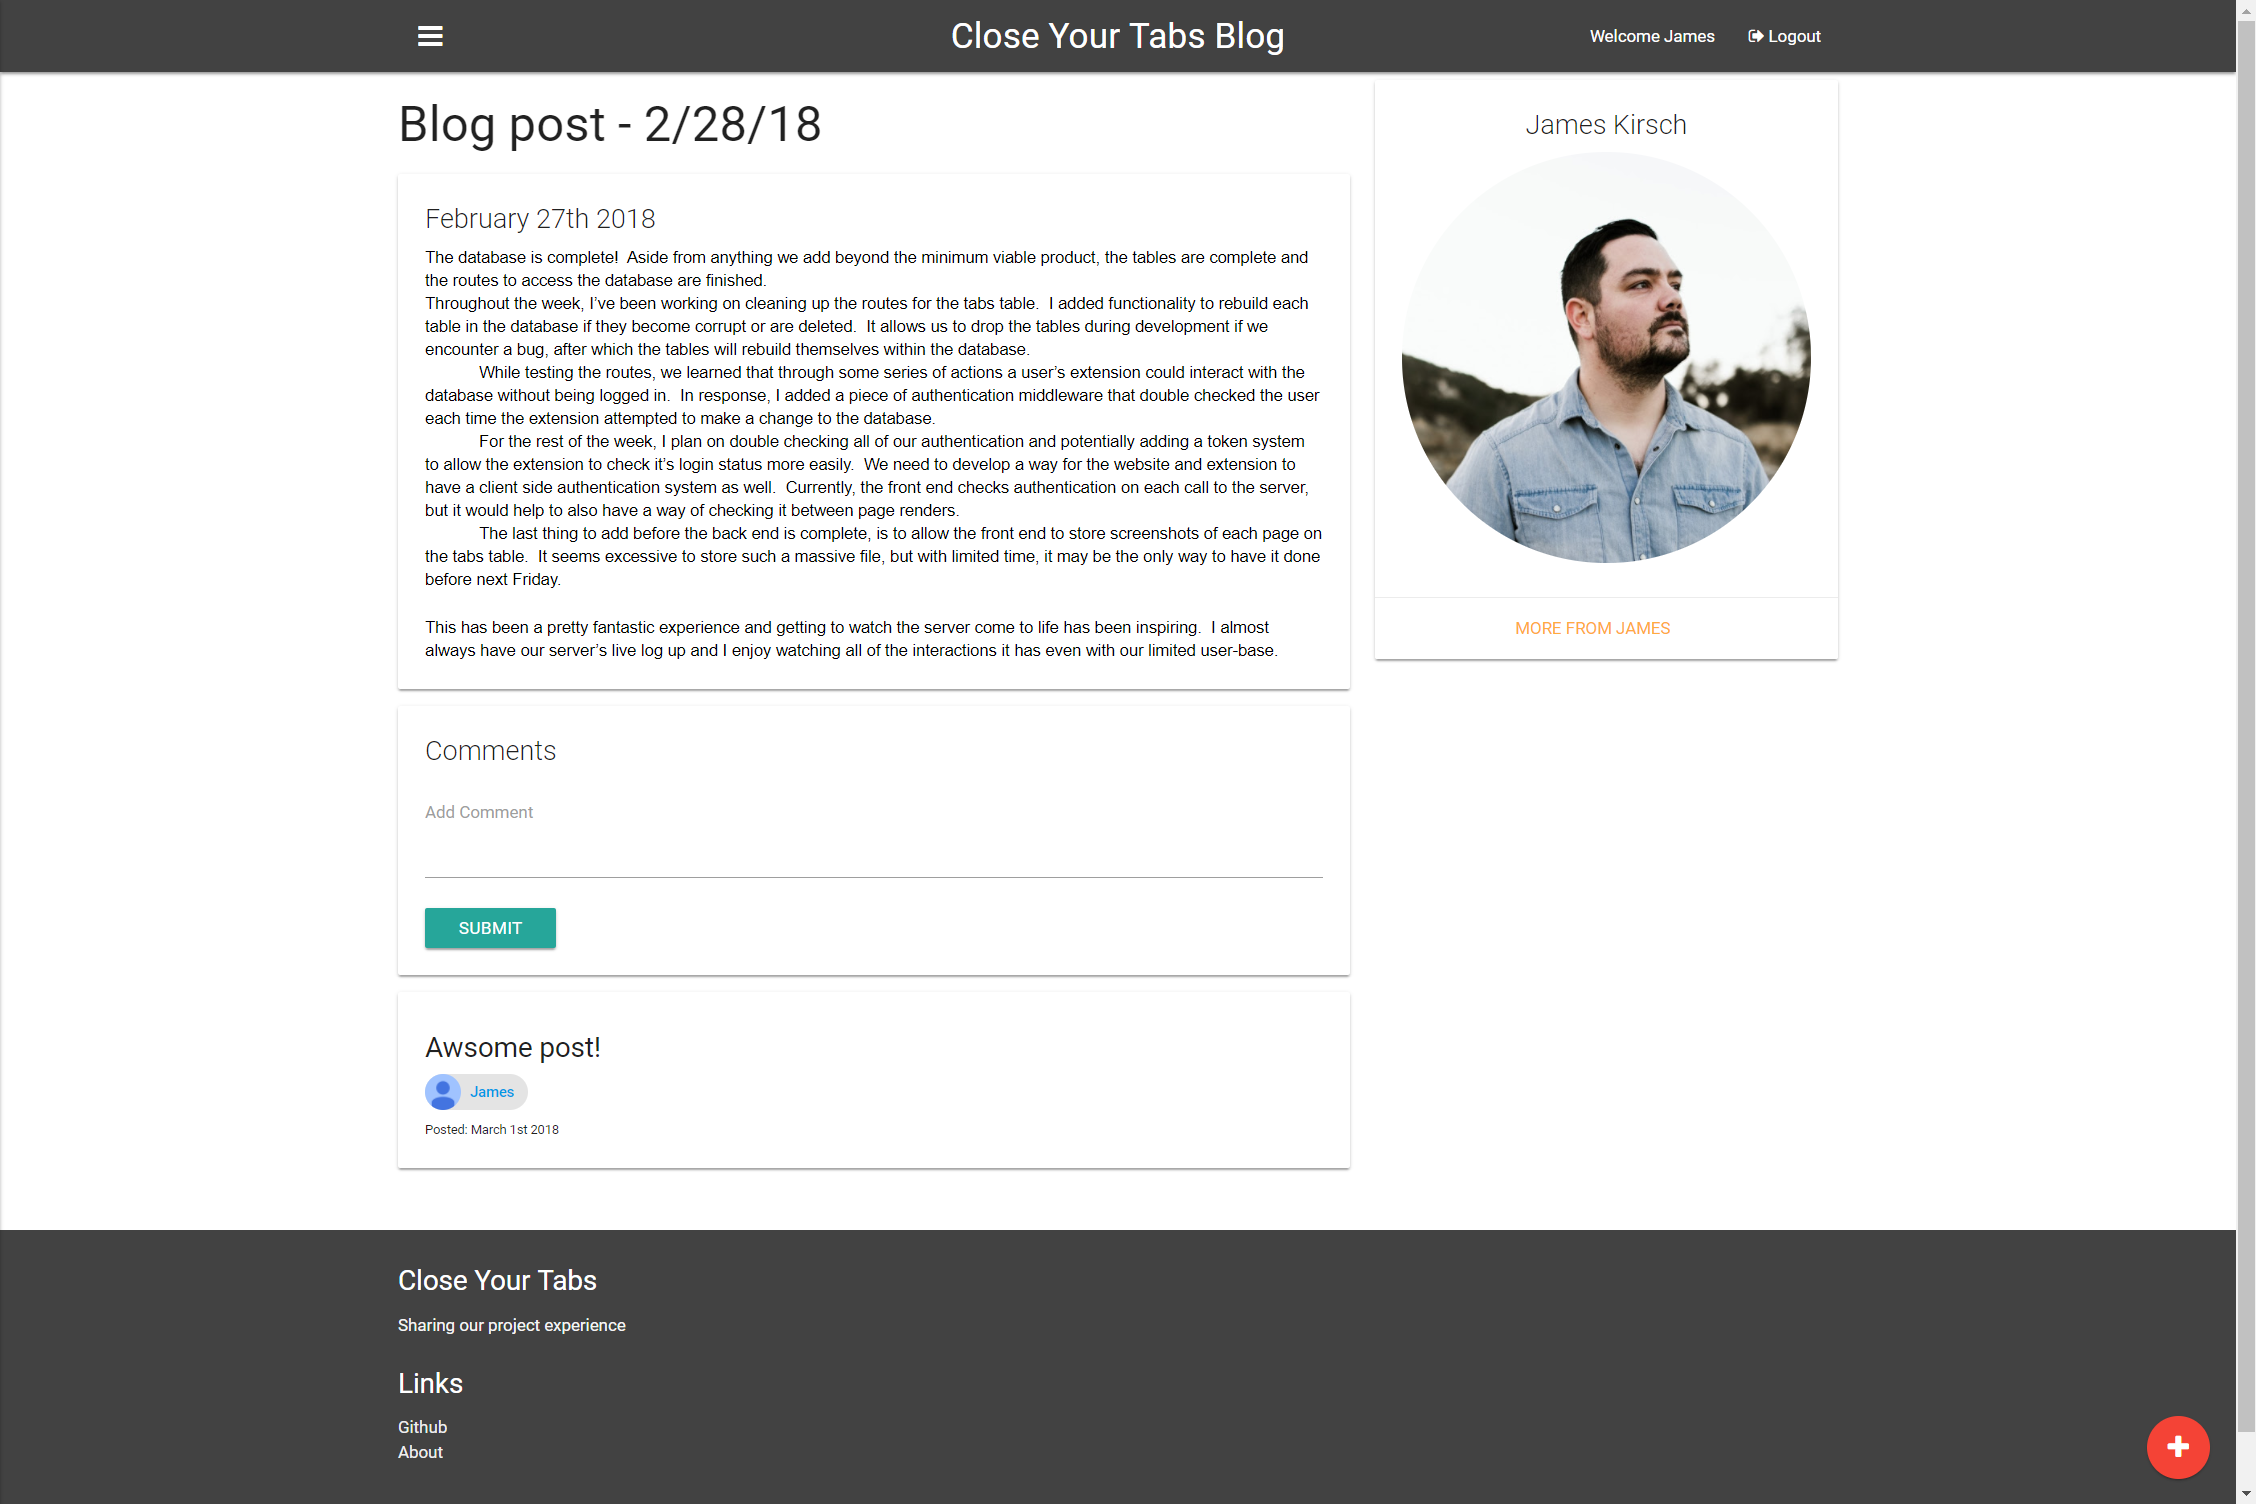 Close Your Tabs Blog
Welcome James
Logout
Blog post - 2/28/18
February 27th 2018
The database is complete!  Aside from anything we add beyond the minimum viable product, the tables are complete and
the routes to access the database are finished.
Throughout the week, I’ve been working on cleaning up the routes for the tabs table.  I added functionality to rebuild each
table in the database if they become corrupt or are deleted.  It allows us to drop the tables during development if we
encounter a bug, after which the tables will rebuild themselves within the database.
While testing the routes, we learned that through some series of actions a user’s extension could interact with the
database without being logged in.  In response, I added a piece of authentication middleware that double checked the user
each time the extension attempted to make a change to the database.
For the rest of the week, I plan on double checking all of our authentication and potentially adding a token system
to allow the extension to check it’s login status more easily.  We need to develop a way for the website and extension to
have a client side authentication system as well.  Currently, the front end checks authentication on each call to the server,
but it would help to also have a way of checking it between page renders.
The last thing to add before the back end is complete, is to allow the front end to store screenshots of each page on
the tabs table.  It seems excessive to store such a massive file, but with limited time, it may be the only way to have it done
before next Friday.
This has been a pretty fantastic experience and getting to watch the server come to life has been inspiring.  I almost
always have our server’s live log up and I enjoy watching all of the interactions it has even with our limited user-base.
James Kirsch
MORE FROM JAMES
Comments
Add Comment
SUBMIT
Awsome post!
James
Posted: March 1st 2018
Close Your Tabs
Sharing our project experience
Links
Github
About